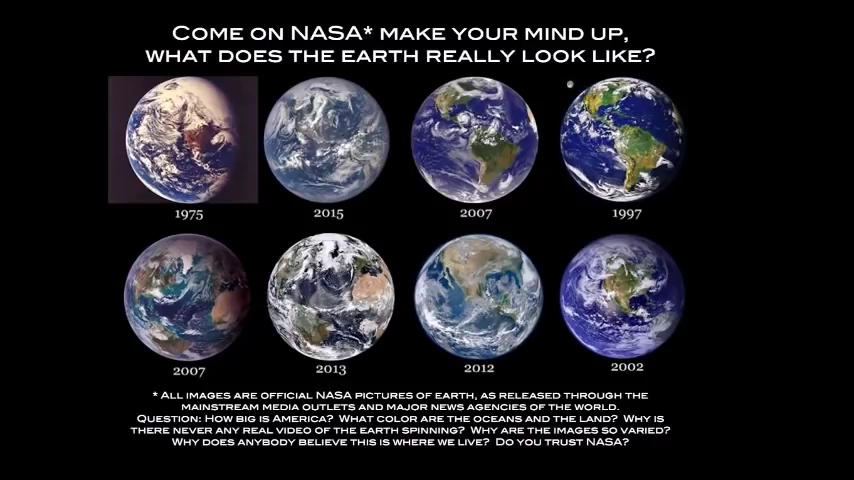 COME ON NASA* MAKE YOUR MIND UP,
WHAT DOES THE EARTH REALLY LOOK LIKE?
1975
2015
2007
1997
2007
2013
2012
2002
* ALL IMAGES ARE OFFICIAL NASA PICTURES OF EARTH, AS RELEASED THROUGH THE
MAINSTREAM MEDIA OUTLETS AND MAJOR NEWS AGENCIES OF THE WORLD.
QUESTION: HOW BIG IS AMERICA? WHAT COLOR ARE THE OCEANS AND THE LAND? WHY IS
THERE NEVER ANY REAL VIDEO OF THE EARTH SPINNING? WHY ARE THE IMAGES SO VARIED?
WHY DOES ANYBODY BELIEVE THIS IS WHERE WE LIVE? DO YOU TRUST NASA?